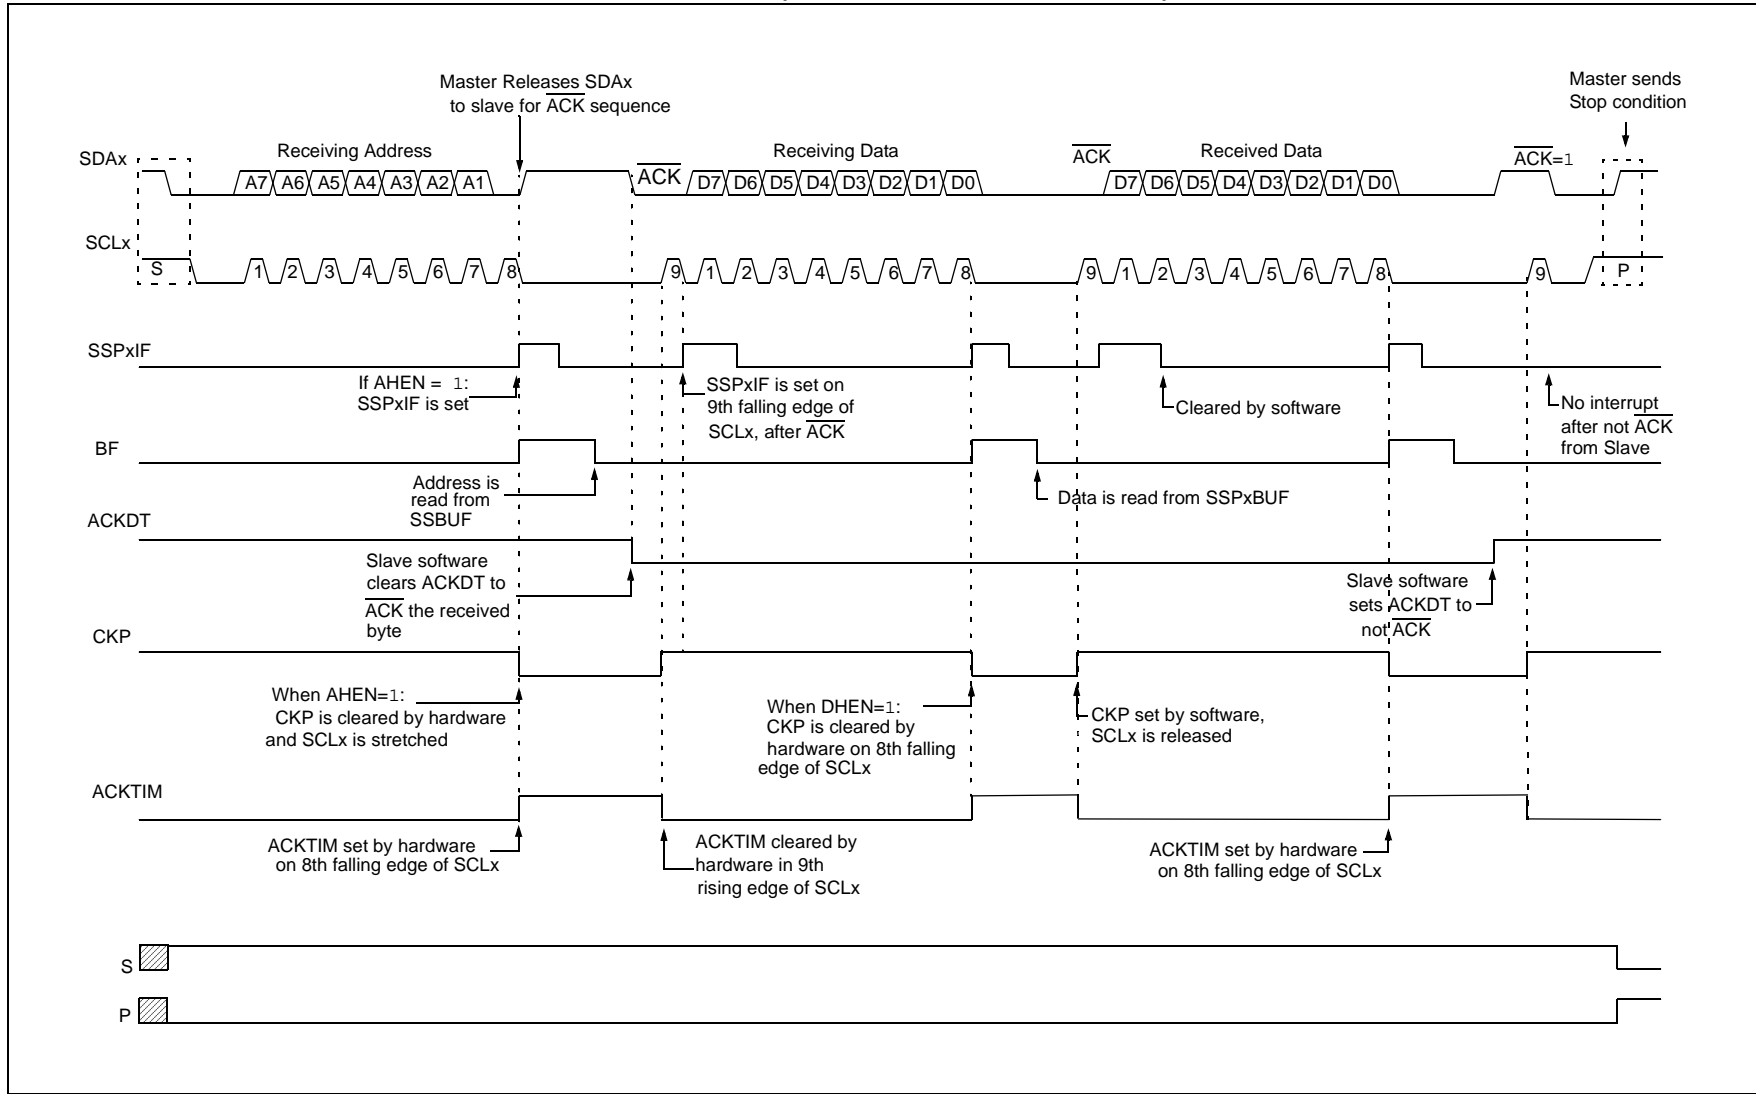 Master Releases SDAx
to slave for ACK sequence
Master sends
Stop condition
SDAx
Receiving Address
Receiving Data
ACK
Received Data
ACK=1
A7 A6 A5 A4 A3 A2 A1
ACK
D7 D6 D5 D4 D3 D2 D1 D0
D7 D6 D5 D4 D3 D2 D1 D0
SCLx
S
1 2 3 4 5 6 7 8
9 1 2 3 4 5 6 7 8
9 1 2 3 4 5 6 7 8
9
P
SSPxIF
If AHEN = 1:
SSPxIF is set
SSPxIF is set on
9th falling edge of
SCLx, after ACK
Cleared by software
No interrupt
after not ACK
from Slave
BF
Address is
read from
SSBUF
Data is read from SSPxBUF
ACKDT
Slave software
clears ACKDT to
ACK the received
byte
Slave software
sets ACKDT to
not ACK
CKP
When AHEN=1:
CKP is cleared by hardware
and SCLx is stretched
When DHEN=1:
CKP is cleared by
hardware on 8th falling
edge of SCLx
CKP set by software,
SCLx is released
ACKTIM
ACKTIM set by hardware
on 8th falling edge of SCLx
ACKTIM cleared by
hardware in 9th
rising edge of SCLx
ACKTIM set by hardware
on 8th falling edge of SCLx
S
P